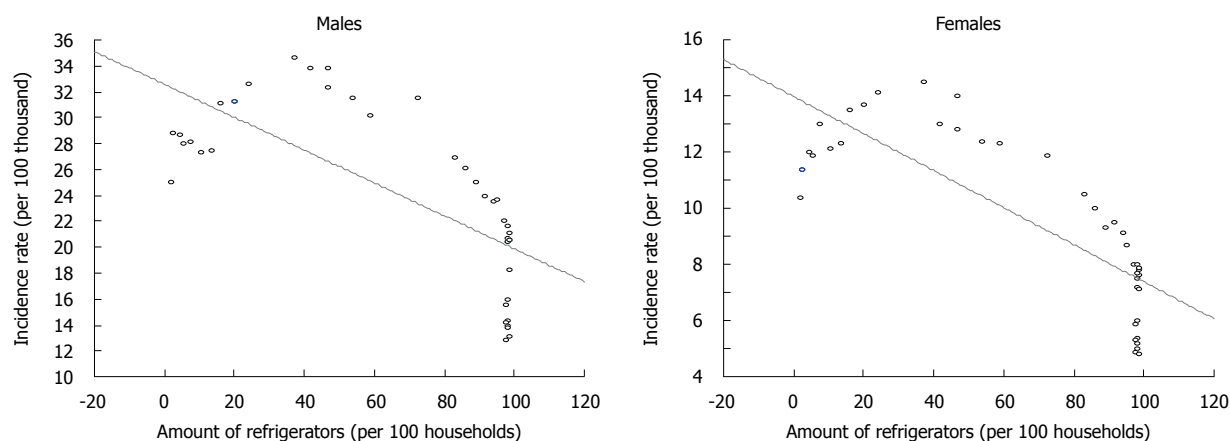 Males
36
34
32
30
28
26
24
22
20
18
16
14
12
10
Incidence rate (per 100 thousand)
-20 0 20 40 60 80 100 120
Amount of refrigerators (per 100 households)
Females
16
14
12
10
8
6
4
Incidence rate (per 100 thousand)
-20 0 20 40 60 80 100 120
Amount of refrigerators (per 100 households)